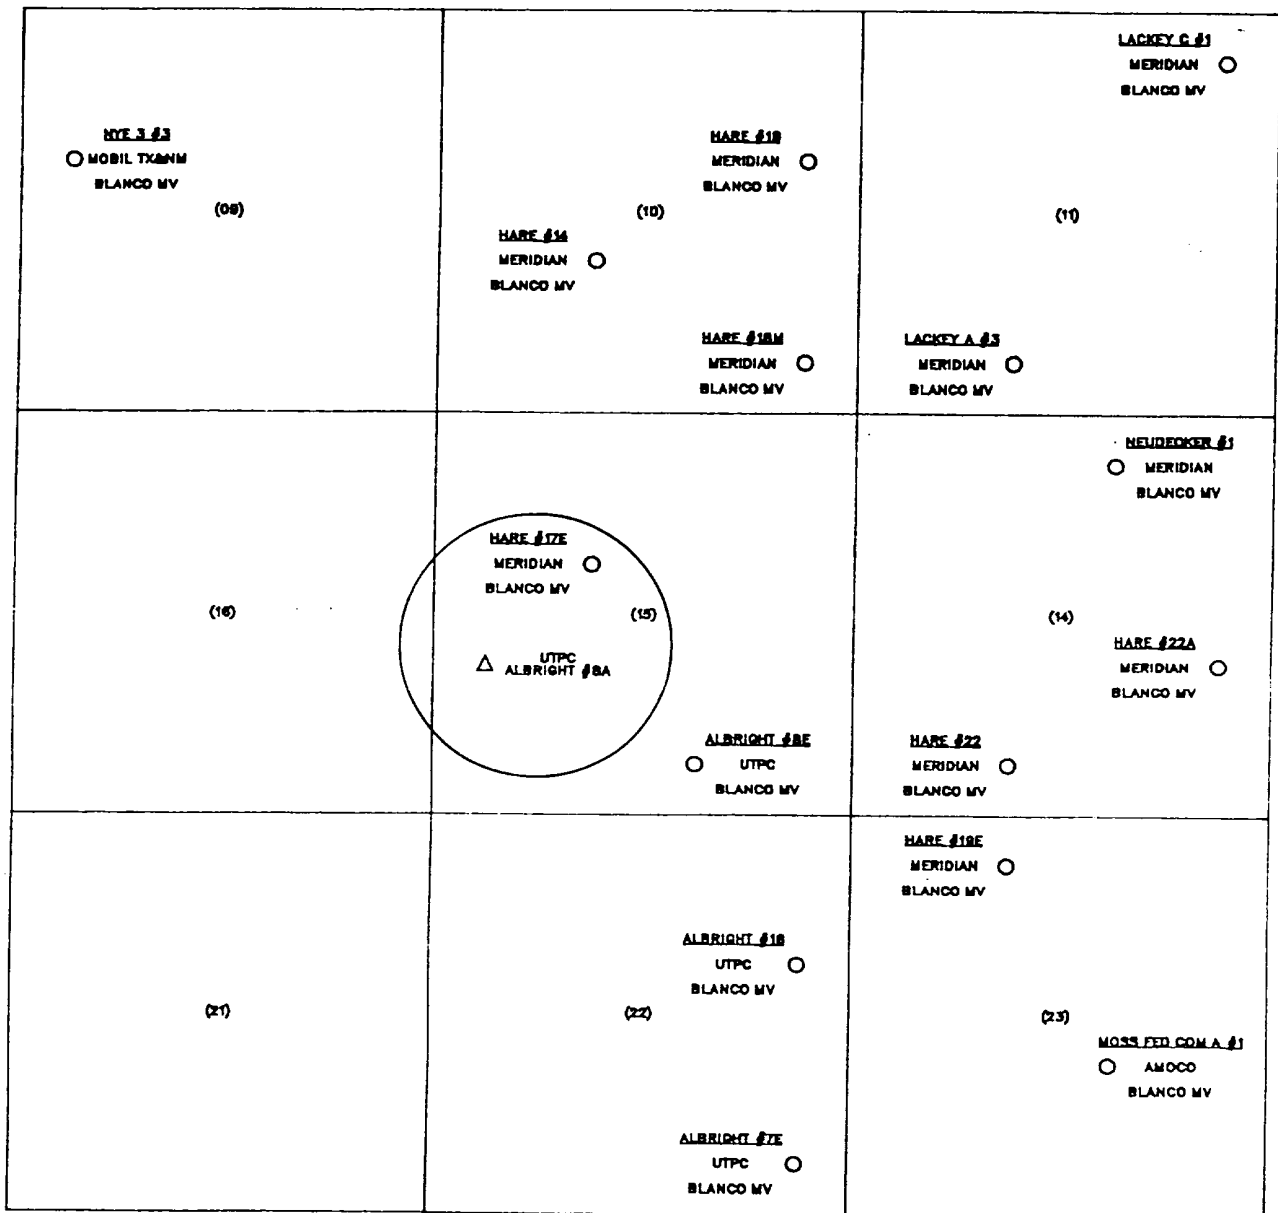 LACKEY C #1
MERIDIAN
BLANCO MV
NYE 3 #3
MOBIL TX&NM
BLANCO MV
(09)
HARE #18
MERIDIAN
BLANCO MV
(10)
HARE #14
MERIDIAN
BLANCO MV
(11)
HARE #18M
MERIDIAN
BLANCO MV
LACKEY A #3
MERIDIAN
BLANCO MV
NEUDECKER #1
MERIDIAN
BLANCO MV
HARE #17E
MERIDIAN
BLANCO MV
(16)
(15)
(14)
UTPC
ALBRIGHT #8A
HARE #22A
MERIDIAN
BLANCO MV
ALBRIGHT #8E
UTPC
BLANCO MV
HARE #22
MERIDIAN
BLANCO MV
HARE #19E
MERIDIAN
BLANCO MV
ALBRIGHT #16
UTPC
BLANCO MV
(21)
(22)
(23)
MOSS FED COM A #1
AMOCO
BLANCO MV
ALBRIGHT #7E
UTPC
BLANCO MV